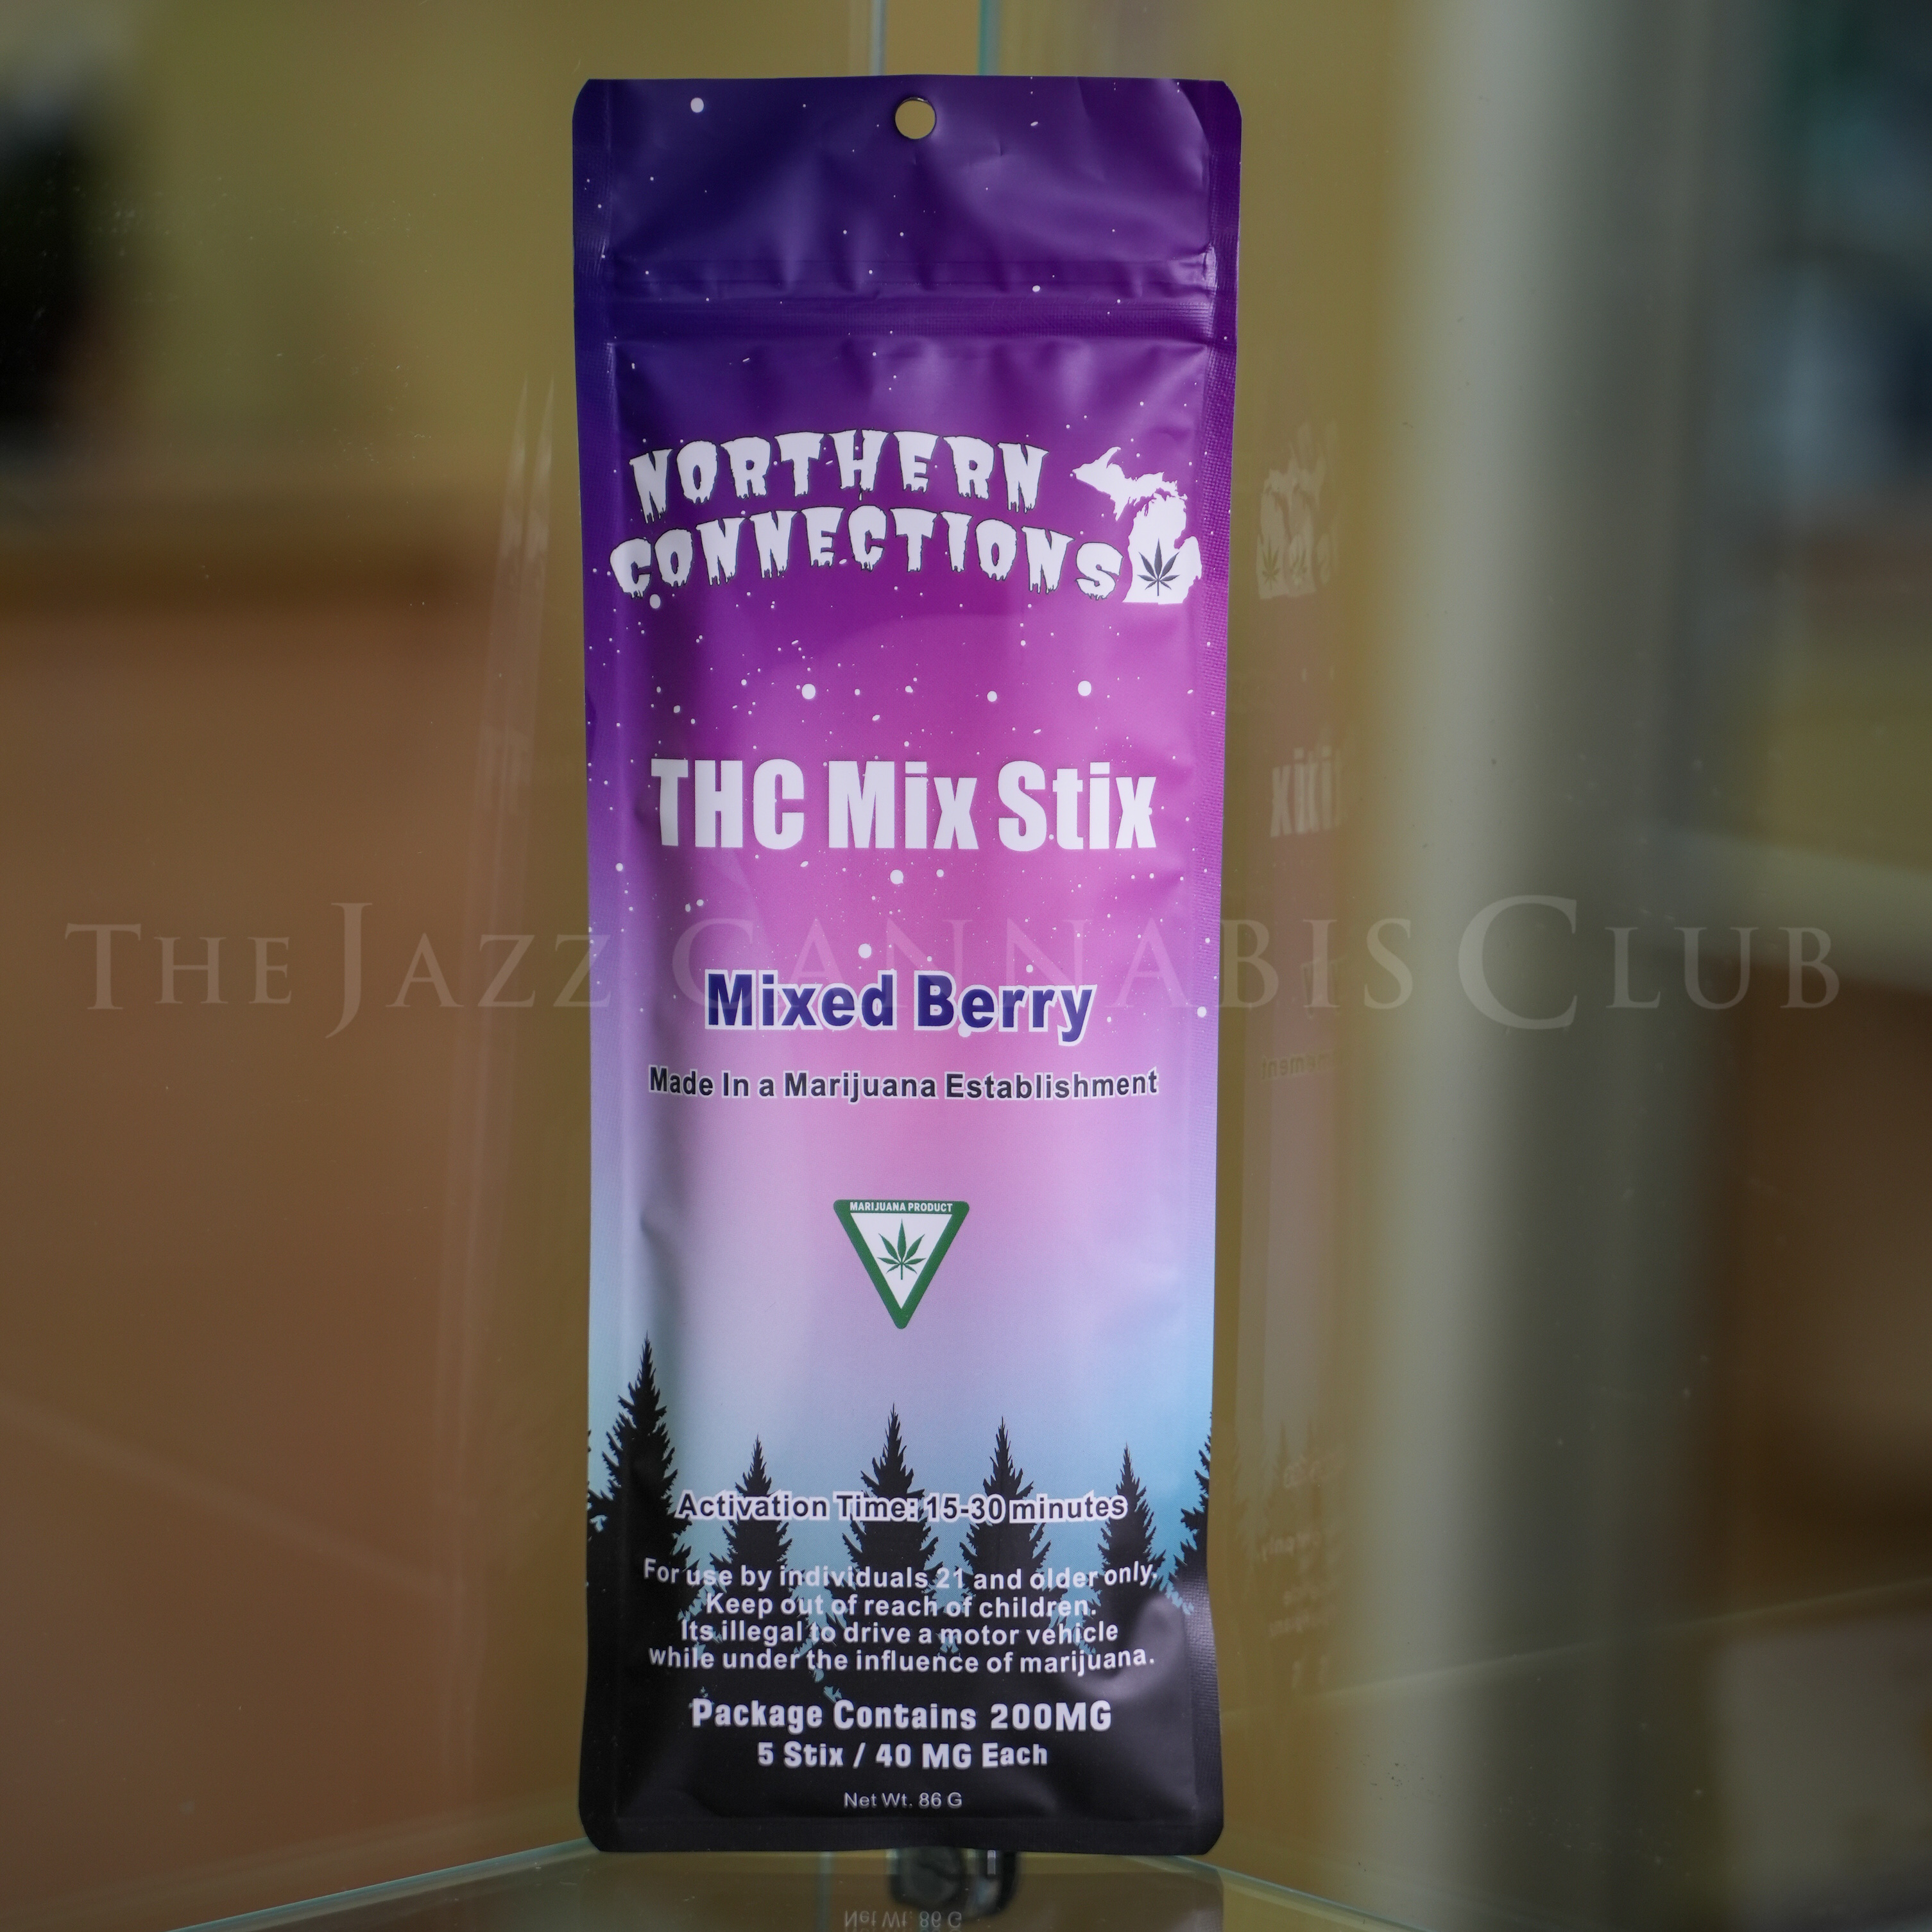 NORTHERN
CONNECTIONS
THC Mix Stix
THE JAZZ CANNABIS CLUB
Mixed Berry
Made In a Marijuana Establishment
MARIJUANA PRODUCT
Activation Time: 15-30 minutes
For use by individuals 21 and older only.
Keep out of reach of children.
Its illegal to drive a motor vehicle
while under the influence of marijuana.
Package Contains 200MG
5 Stix / 40 MG Each
Net Wt. 86 G